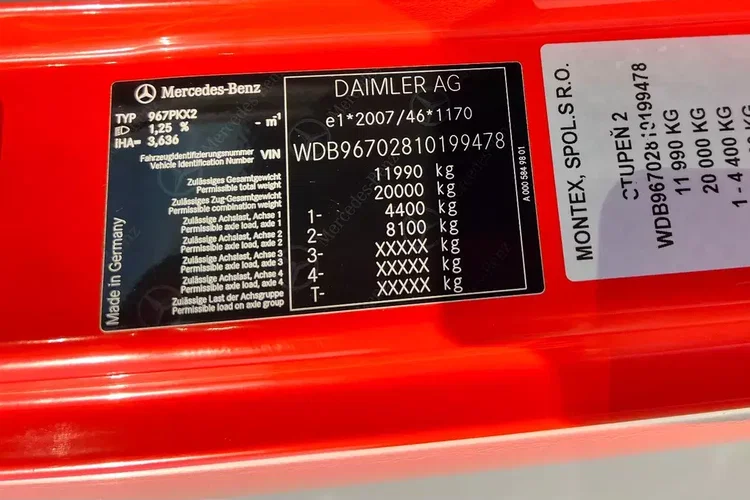 Mercedes-Benz
TYP 967PKX2
1,25 % - m⁻¹
IHA= 3,636
Fahrzeugidentifizierungsnummer
Vehicle Identification Number VIN
Zulässiges Gesamtgewicht
Permissible total weight
Zulässiges Zug-Gesamtgewicht
Permissible combination weight
Zulässige Achslast, Achse 1
Permissible axle load, axle 1
Zulässige Achslast, Achse 2
Permissible axle load, axle 2
Zulässige Achslast, Achse 3
Permissible axle load, axle 3
Zulässige Achslast, Achse 4
Permissible axle load, axle 4
Zulässige Last der Achsgruppe
Permissible load on axle group
Made in Germany
DAIMLER AG
e1*2007/46*1170
WDB96702810199478
11990 kg
20000 kg
1- 4400 kg
2- 8100 kg
3- XXXXX kg
4- XXXXX kg
T- XXXXX kg
A 000 584 98 01
MONTEX, SPOL.S R.O.
STUPEŇ 2
WDB96702810199478
11 990 KG
20 000 KG
1 - 4 400 KG